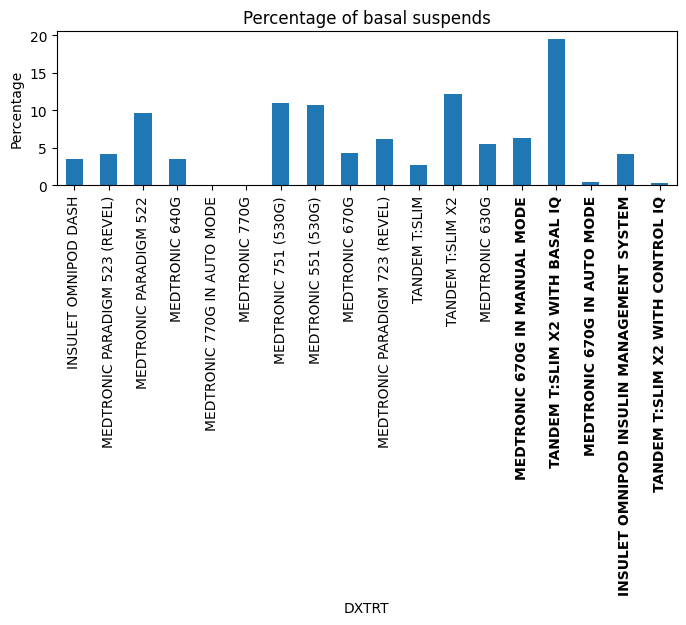 Percentage of basal suspends
Percentage
20
15
10
5
0
INSULET OMNIPOD DASH
MEDTRONIC PARADIGM 523 (REVEL)
MEDTRONIC PARADIGM 522
MEDTRONIC 640G
MEDTRONIC 770G IN AUTO MODE
MEDTRONIC 770G
MEDTRONIC 751 (530G)
MEDTRONIC 551 (530G)
MEDTRONIC 670G
MEDTRONIC PARADIGM 723 (REVEL)
TANDEM T:SLIM
TANDEM T:SLIM X2
MEDTRONIC 630G
MEDTRONIC 670G IN MANUAL MODE
TANDEM T:SLIM X2 WITH BASAL IQ
MEDTRONIC 670G IN AUTO MODE
INSULET OMNIPOD INSULIN MANAGEMENT SYSTEM
TANDEM T:SLIM X2 WITH CONTROL IQ
DXTRT